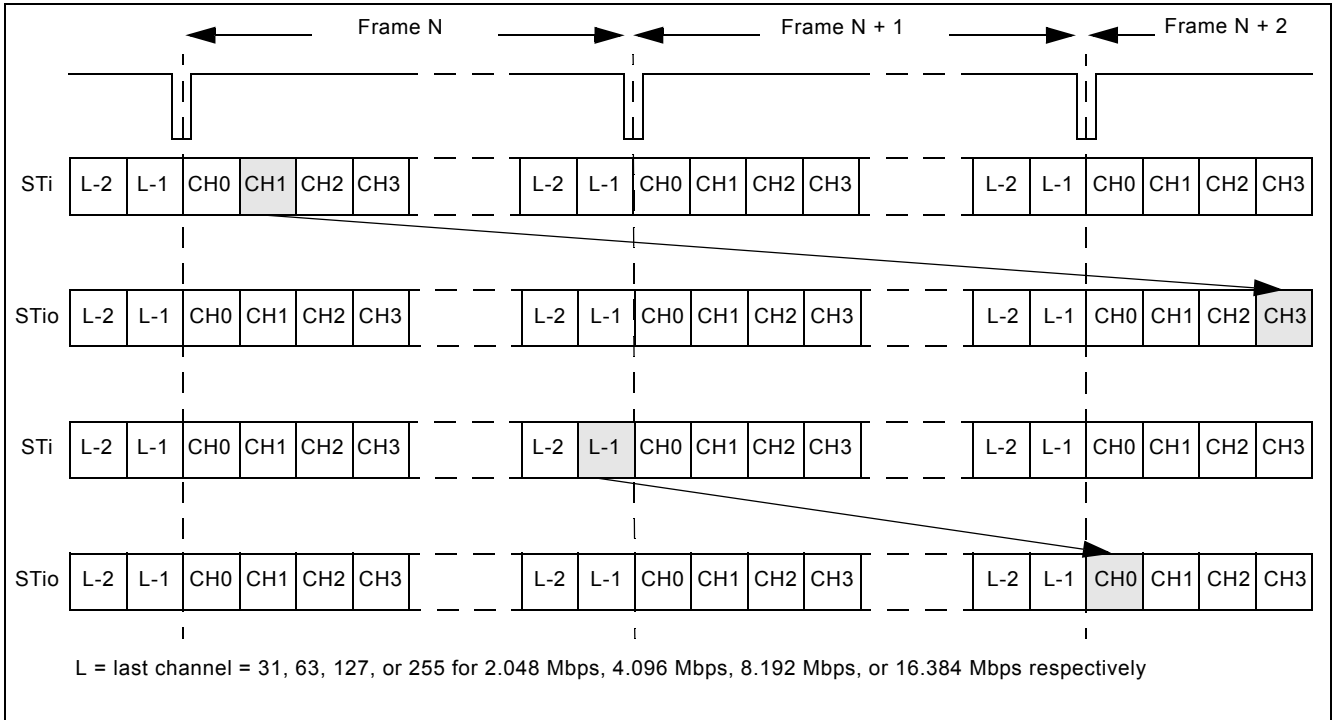 Frame N Frame N + 1 Frame N + 2
STi L-2 L-1 CH0 CH1 CH2 CH3 L-2 L-1 CH0 CH1 CH2 CH3 L-2 L-1 CH0 CH1 CH2 CH3
STio L-2 L-1 CH0 CH1 CH2 CH3 L-2 L-1 CH0 CH1 CH2 CH3 L-2 L-1 CH0 CH1 CH2 CH3
STi L-2 L-1 CH0 CH1 CH2 CH3 L-2 L-1 CH0 CH1 CH2 CH3 L-2 L-1 CH0 CH1 CH2 CH3
STio L-2 L-1 CH0 CH1 CH2 CH3 L-2 L-1 CH0 CH1 CH2 CH3 L-2 L-1 CH0 CH1 CH2 CH3
L = last channel = 31, 63, 127, or 255 for 2.048 Mbps, 4.096 Mbps, 8.192 Mbps, or 16.384 Mbps respectively